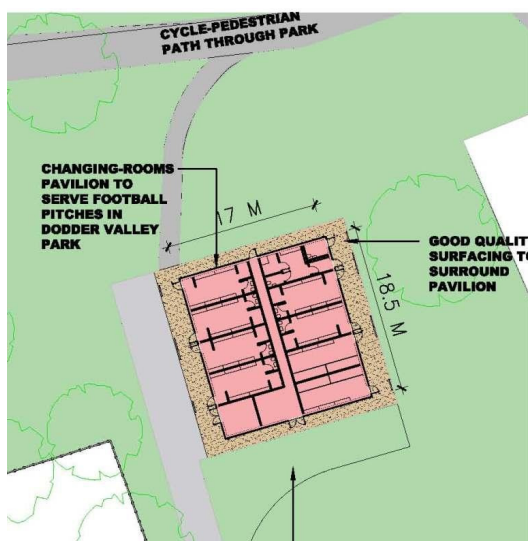 CYCLE-PEDESTRIAN
PATH THROUGH PARK
CHANGING-ROOMS
PAVILION TO
SERVE FOOTBALL
PITCHES IN
DODDER VALLEY
PARK
17 M
GOOD QUALIT
SURFACING TO
SURROUND
PAVILION
18.5 M